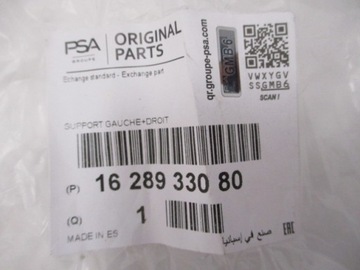 PSA
GROUPE
ORIGINAL
PARTS
Echange standard - Exchange part
qr.groupe-psa.com
SGMB6
VWXYGV
SSGMB6
SCAN !
SUPPORT GAUCHE+DROIT
(P) 16 289 330 80
(Q) 1
MADE IN ES
صنع في إسبانيا
EAC